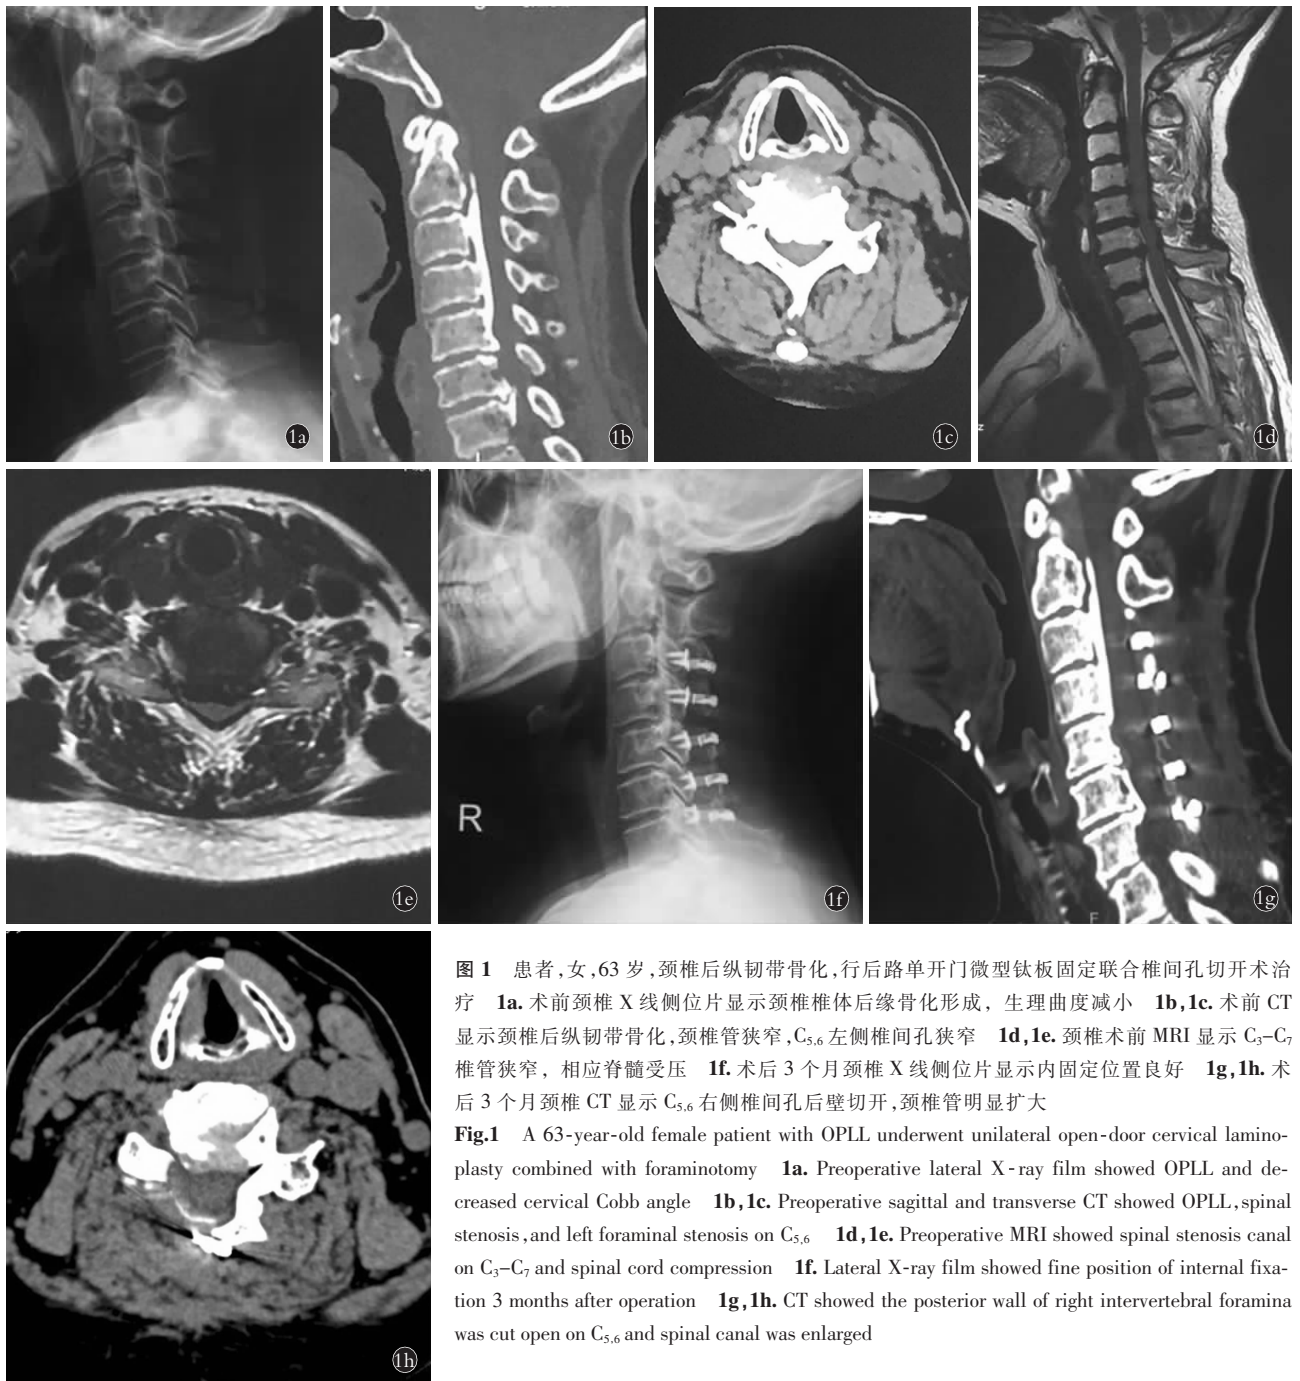 1a
1b
1c
1d
1e
R
1f
F
1g
1h
图 1 患者,女,63 岁,颈椎后纵韧带骨化,行后路单开门微型钛板固定联合椎间孔切开术治
疗 1a. 术前颈椎 X 线侧位片显示颈椎椎体后缘骨化形成, 生理曲度减小 1b,1c. 术前 CT
显示颈椎后纵韧带骨化,颈椎管狭窄,C5,6 左侧椎间孔狭窄 1d,1e. 颈椎术前 MRI 显示 C3–C7
椎管狭窄, 相应脊髓受压 1f. 术后 3 个月颈椎 X 线侧位片显示内固定位置良好 1g,1h. 术
后 3 个月颈椎 CT 显示 C5,6 右侧椎间孔后壁切开,颈椎管明显扩大
Fig.1 A 63-year-old female patient with OPLL underwent unilateral open-door cervical lamino-
plasty combined with foraminotomy 1a. Preoperative lateral X-ray film showed OPLL and de-
creased cervical Cobb angle 1b,1c. Preoperative sagittal and transverse CT showed OPLL,spinal
stenosis,and left foraminal stenosis on C5,6 1d,1e. Preoperative MRI showed spinal stenosis canal
on C3–C7 and spinal cord compression 1f. Lateral X-ray film showed fine position of internal fixa-
tion 3 months after operation 1g,1h. CT showed the posterior wall of right intervertebral foramina
was cut open on C5,6 and spinal canal was enlarged